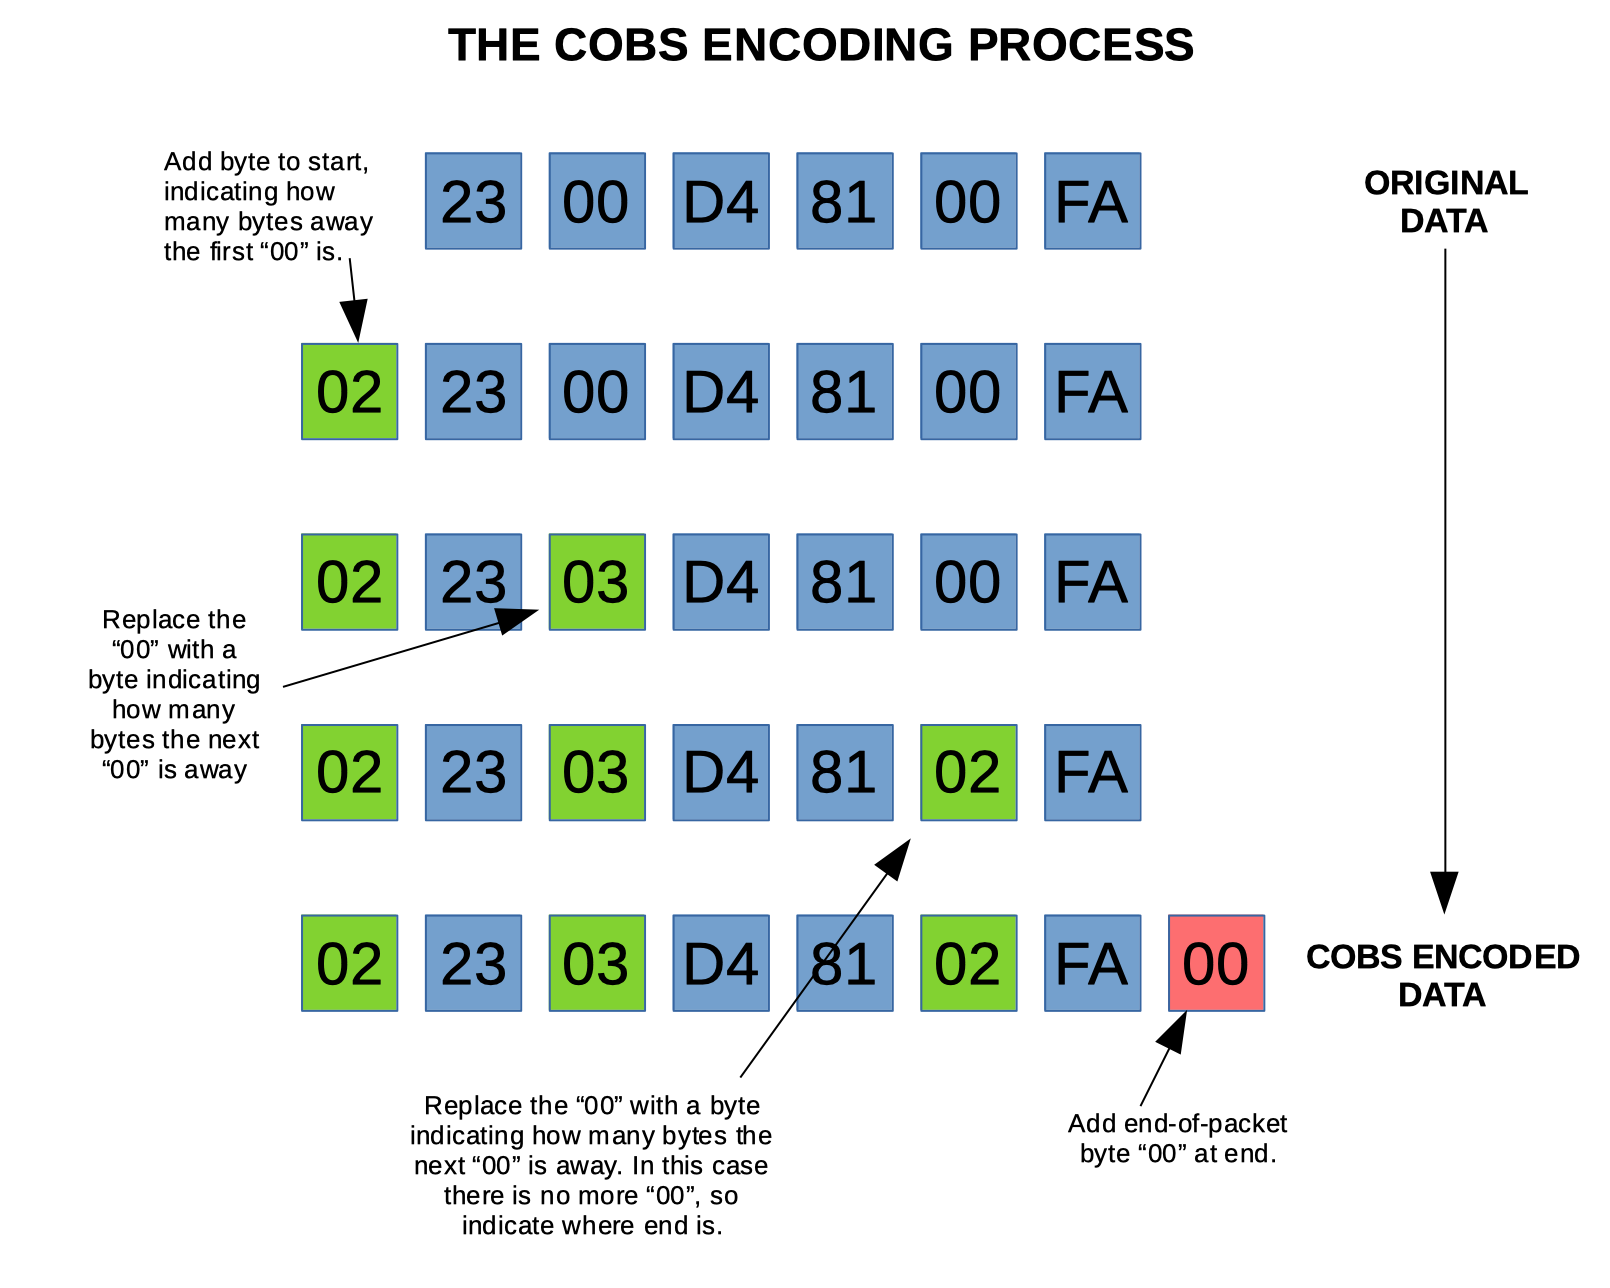 THE COBS ENCODING PROCESS
Add byte to start,
indicating how
many bytes away
the first “00” is.
23 00 D4 81 00 FA
ORIGINAL
DATA
02 23 00 D4 81 00 FA
02 23 03 D4 81 00 FA
Replace the
“00” with a
byte indicating
how many
bytes the next
“00” is away
02 23 03 D4 81 02 FA
02 23 03 D4 81 02 FA 00
COBS ENCODED
DATA
Replace the “00” with a byte
indicating how many bytes the
next “00” is away. In this case
there is no more “00”, so
indicate where end is.
Add end-of-packet
byte “00” at end.